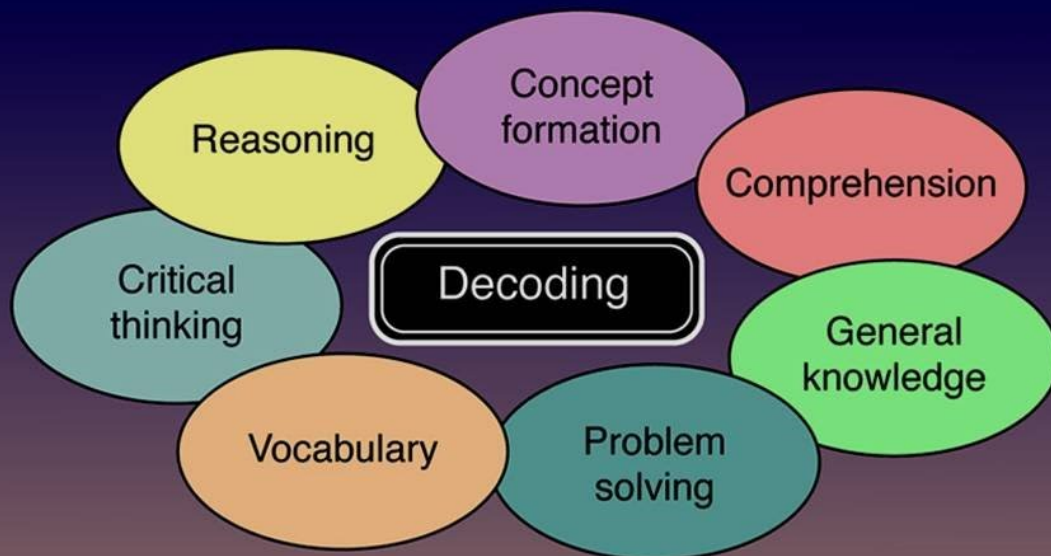 Concept
formation
Reasoning
Comprehension
Critical
thinking
Decoding
General
knowledge
Vocabulary
Problem
solving